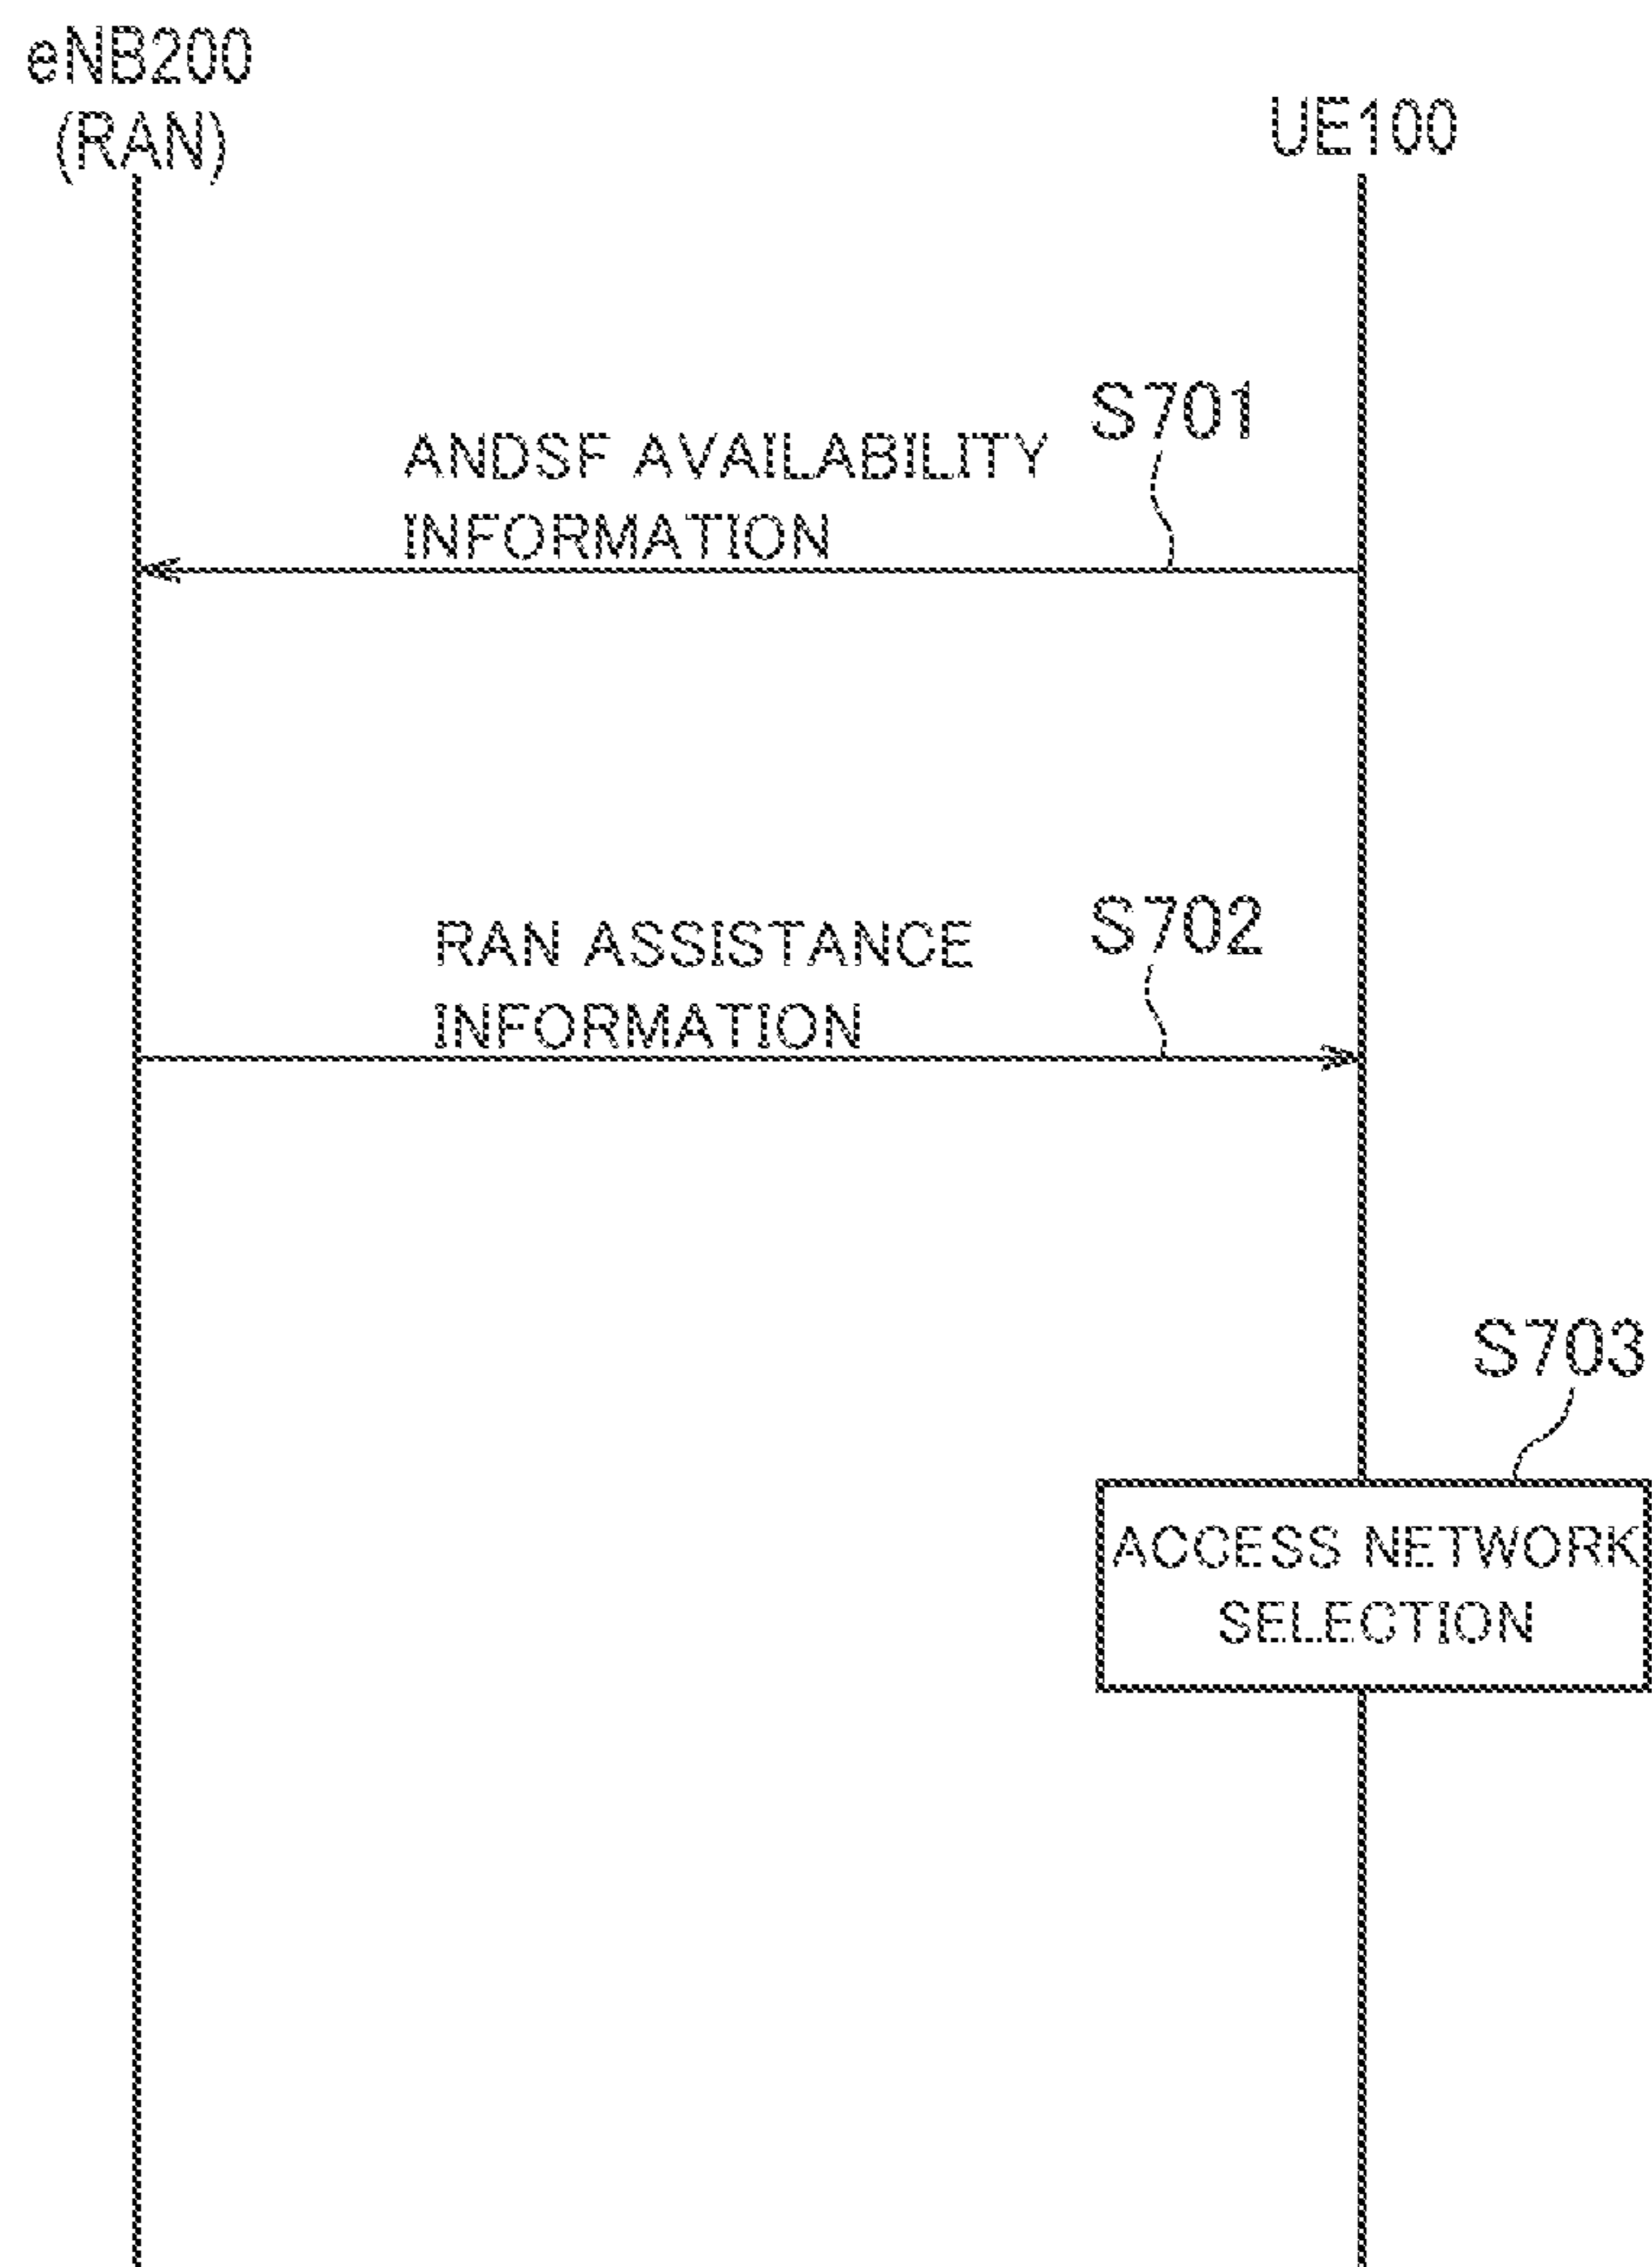 eNB200
(RAN)
UE100
S701
ANDSF AVAILABILITY
INFORMATION
S702
RAN ASSISTANCE
INFORMATION
S703
ACCESS NETWORK
SELECTION